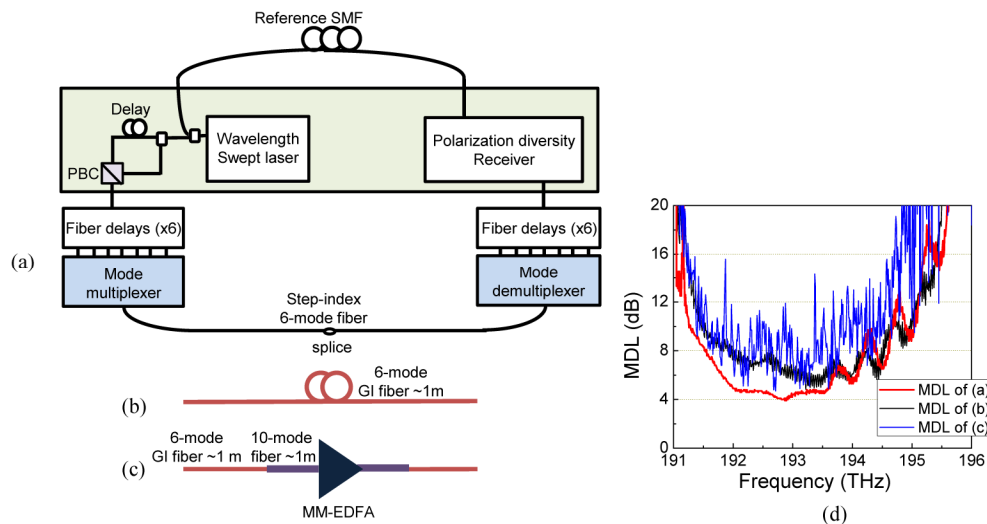 Reference SMF
Delay
Wavelength
Swept laser
Polarization diversity
Receiver
PBC
Fiber delays (x6)
Fiber delays (x6)
(a)
Mode
multiplexer
Mode
demultiplexer
Step-index
6-mode fiber
splice
6-mode
GI fiber ~1m
(b)
6-mode
GI fiber ~1 m
10-mode
fiber ~1m
(c)
MM-EDFA
MDL (dB)
20
16
12
8
4
0
MDL of (a)
MDL of (b)
MDL of (c)
191 192 193 194 195 196
Frequency (THz)
(d)